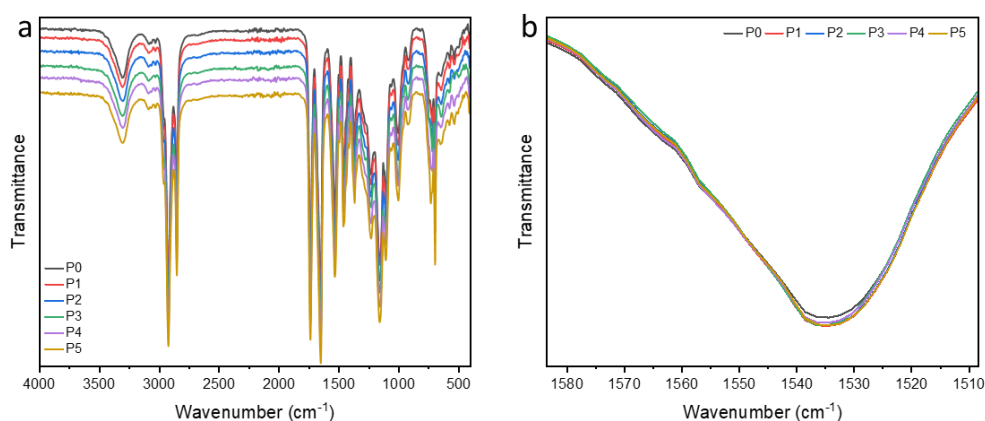 a
Transmittance
P0
P1
P2
P3
P4
P5
4000 3500 3000 2500 2000 1500 1000 500
Wavenumber (cm⁻¹)
b
P0 P1 P2 P3 P4 P5
Transmittance
1580 1570 1560 1550 1540 1530 1520 1510
Wavenumber (cm⁻¹)